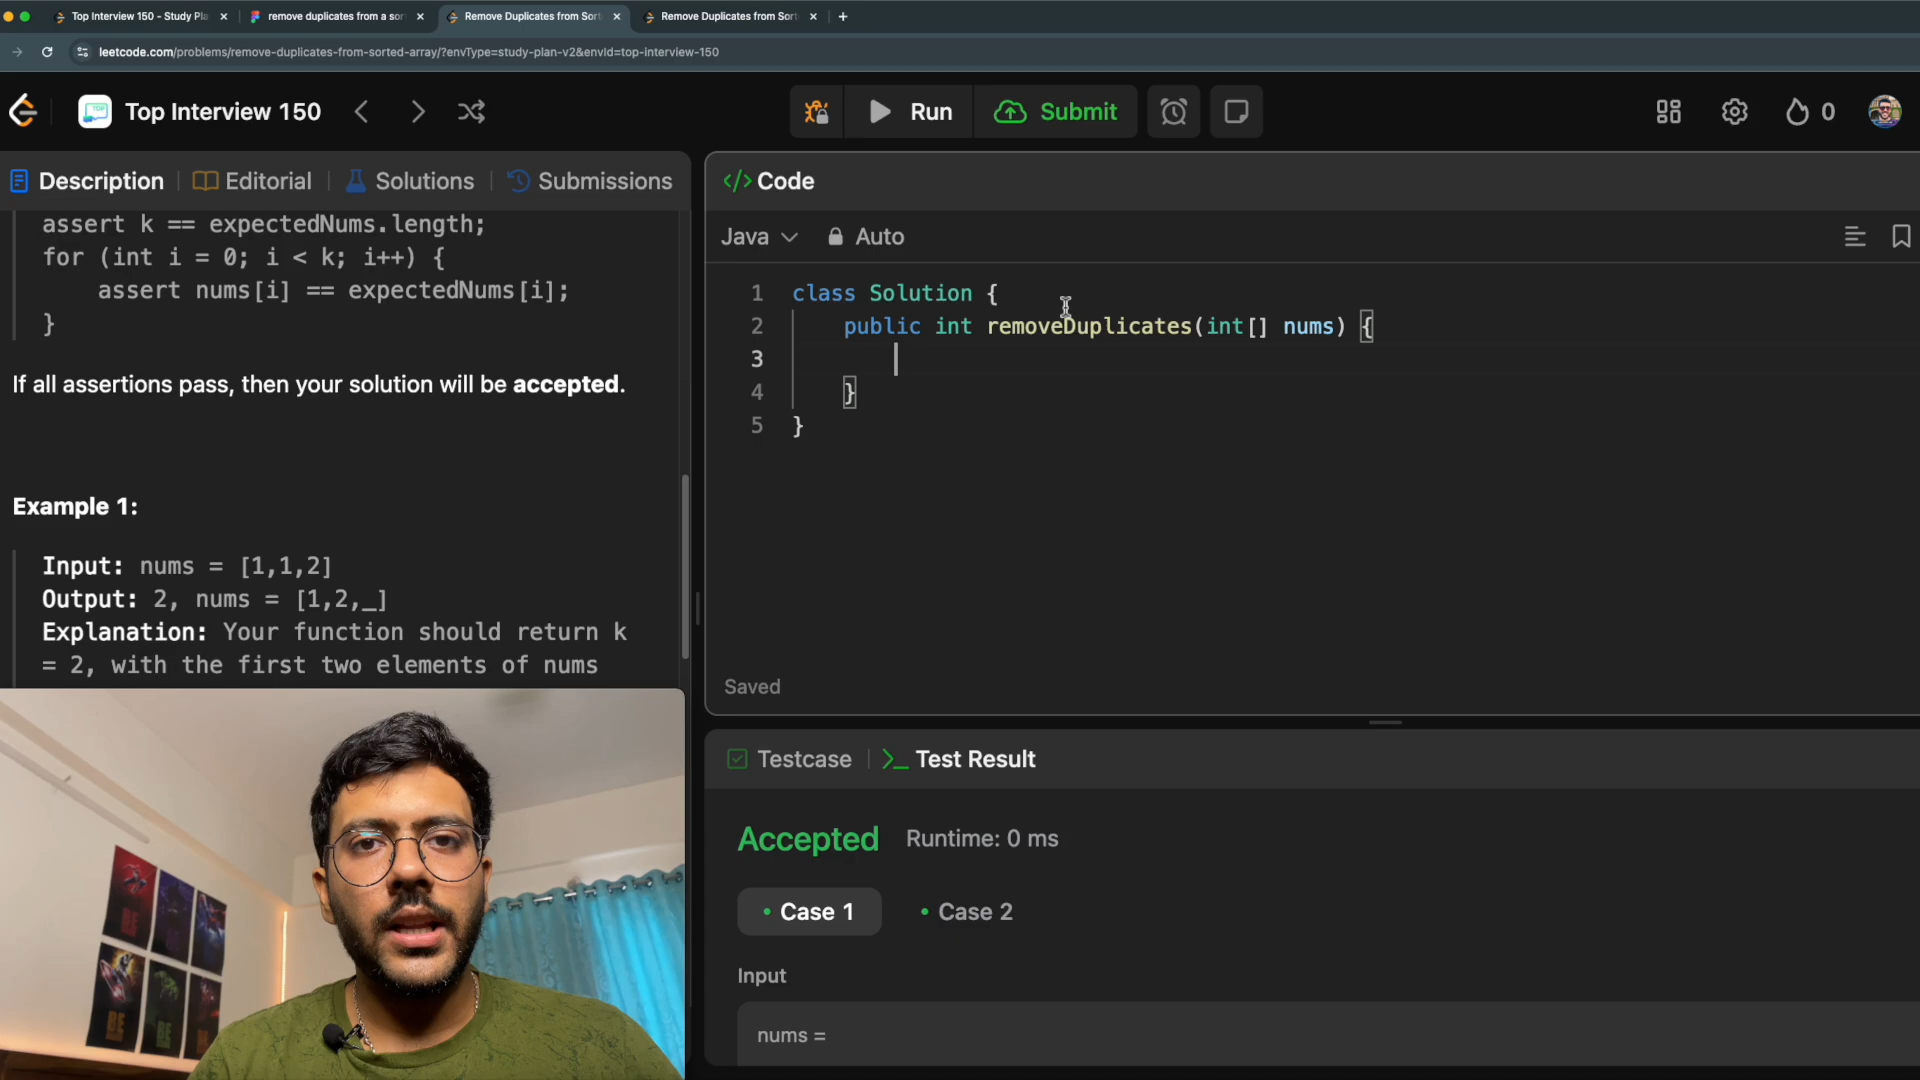 Top Interview 150 - Study Pla
remove duplicates from a sor
Remove Duplicates from Sort
Remove Duplicates from Sort
leetcode.com/problems/remove-duplicates-from-sorted-array/?envType=study-plan-v2&envId=top-interview-150
Top Interview 150
Run
Submit
0
Description
Editorial
Solutions
Submissions
assert k == expectedNums.length;
for (int i = 0; i < k; i++) {
assert nums[i] == expectedNums[i];
}
If all assertions pass, then your solution will be accepted.
Example 1:
Input: nums = [1,1,2]
Output: 2, nums = [1,2,_]
Explanation: Your function should return k
= 2, with the first two elements of nums
</> Code
Java
Auto
1 class Solution {
2 public int removeDuplicates(int[] nums) {
3
4 }
5 }
Saved
Testcase
Test Result
Accepted
Runtime: 0 ms
Case 1
Case 2
Input
nums =